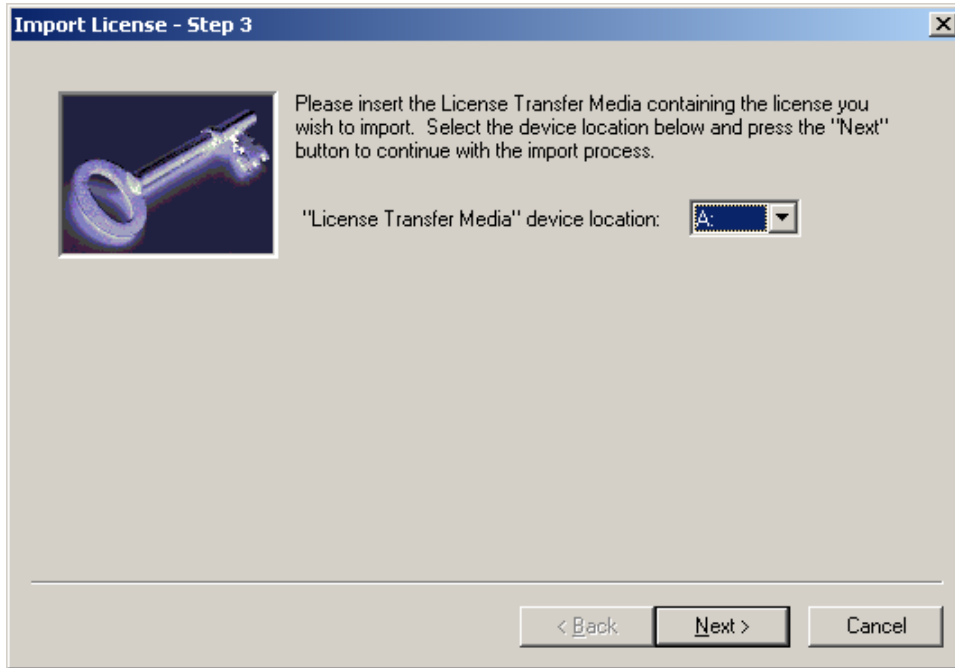 Import License - Step 3
Please insert the License Transfer Media containing the license you
wish to import.  Select the device location below and press the "Next"
button to continue with the import process.
"License Transfer Media" device location: A:
< Back Next > Cancel